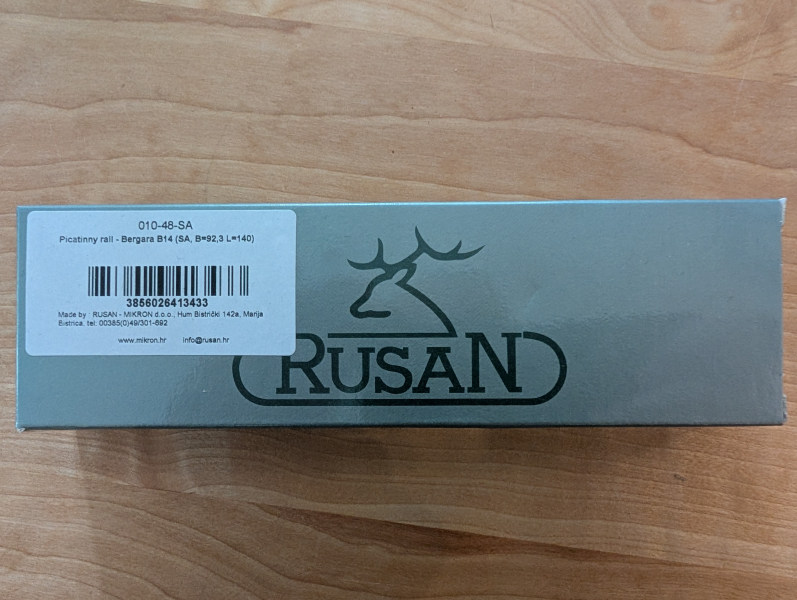 010-48-SA
Picatinny rail - Bergara B14 (SA, B=92,3 L=140)
3856026413433
Made by : RUSAN - MIKRON d.o.o., Hum Bistrički 142a, Marija
Bistrica, tel: 00385(0)49/301-692
www.mikron.hr info@rusan.hr
RUSAN